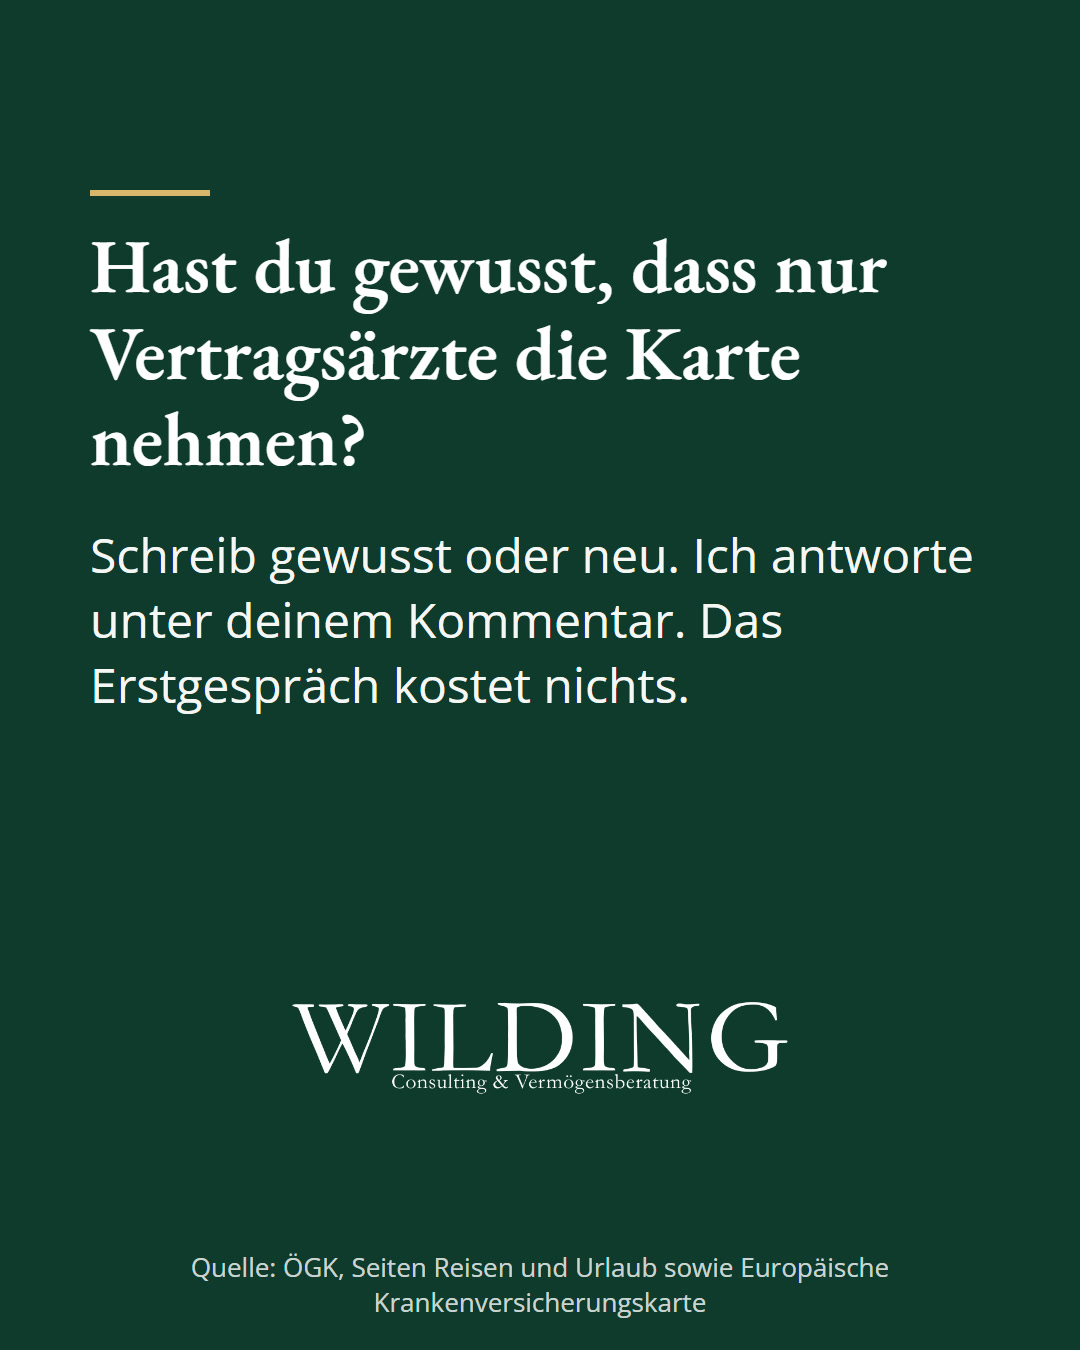 Hast du gewusst, dass nur
Vertragsärzte die Karte
nehmen?
Schreib gewusst oder neu. Ich antworte
unter deinem Kommentar. Das
Erstgespräch kostet nichts.
WILDING
Consulting & Vermögensberatung
Quelle: ÖGK, Seiten Reisen und Urlaub sowie Europäische
Krankenversicherungskarte